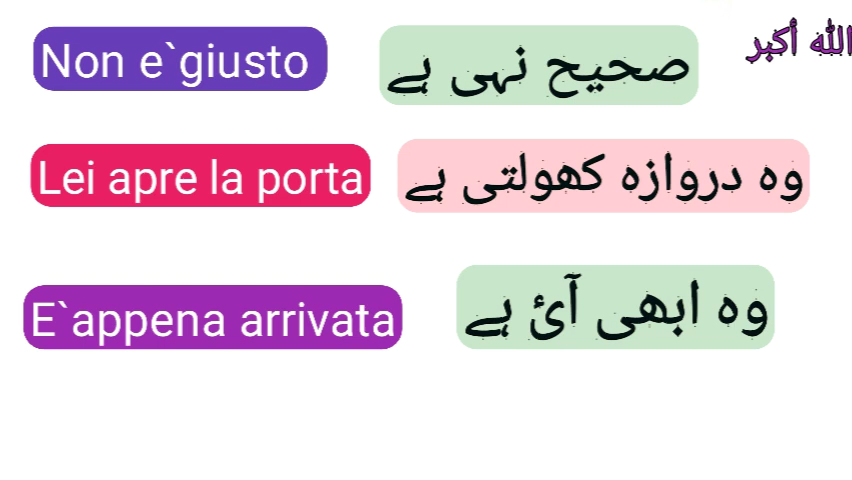 Non e`giusto
صحیح نہی ہے
الله أكبر
Lei apre la porta
وہ دروازہ کھولتی ہے
E`appena arrivata
وہ ابھی آئ ہے